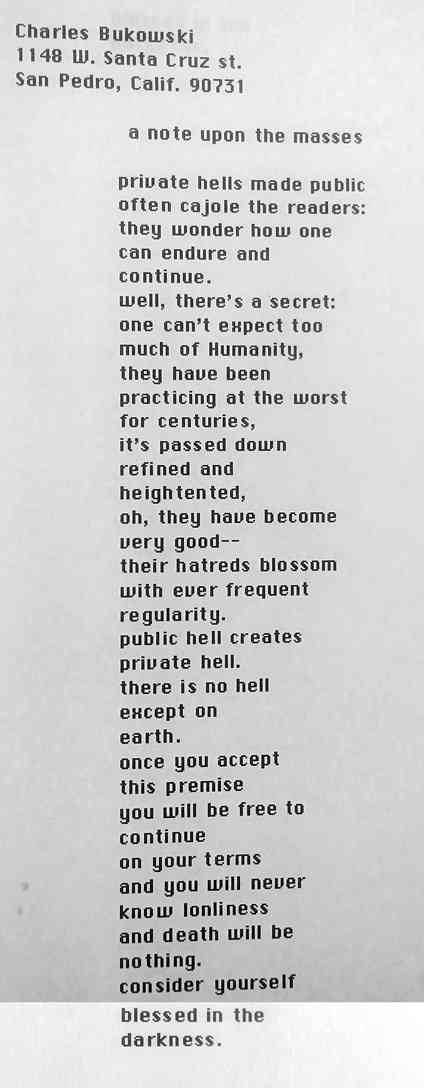 Charles Bukowski
1148 W. Santa Cruz st.
San Pedro, Calif. 90731
a note upon the masses
private hells made public
often cajole the readers:
they wonder how one
can endure and
continue.
well, there's a secret:
one can't expect too
much of Humanity,
they have been
practicing at the worst
for centuries,
it's passed down
refined and
heightented,
oh, they have become
very good--
their hatreds blossom
with ever frequent
regularity.
public hell creates
private hell.
there is no hell
except on
earth.
once you accept
this premise
you will be free to
continue
on your terms
and you will never
know lonliness
and death will be
nothing.
consider yourself
blessed in the
darkness.